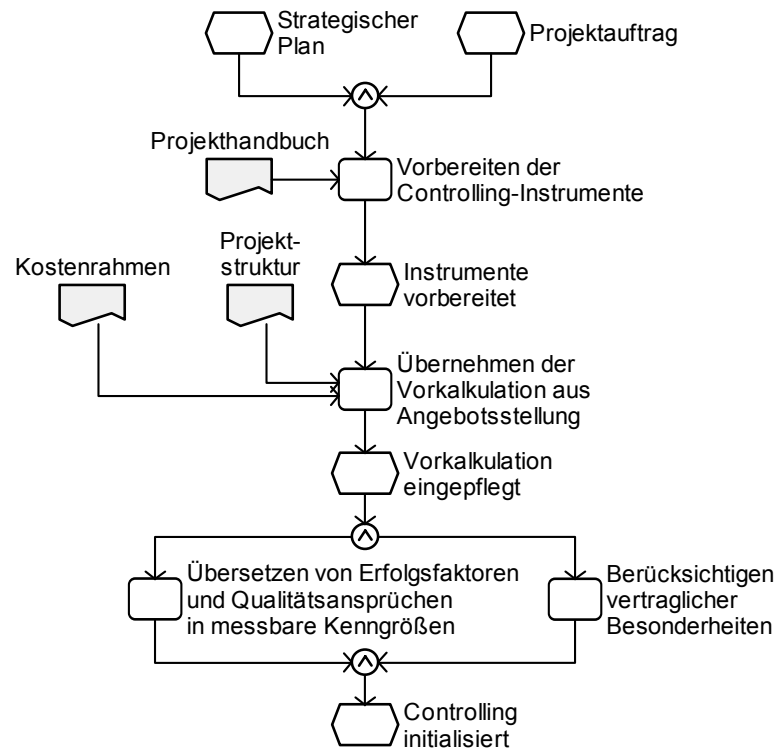 Strategischer
Plan
Projektauftrag
Projekthandbuch
Vorbereiten der
Controlling-Instrumente
Projekt-
struktur
Kostenrahmen
Instrumente
vorbereitet
Übernehmen der
Vorkalkulation aus
Angebotsstellung
Vorkalkulation
eingepflegt
Übersetzen von Erfolgsfaktoren
und Qualitätsansprüchen
in messbare Kenngrößen
Berücksichtigen
vertraglicher
Besonderheiten
Controlling
initialisiert